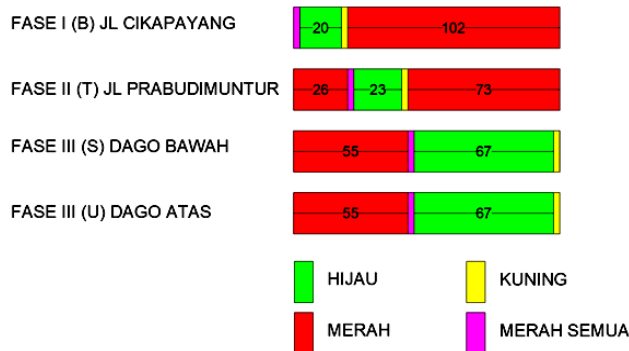 FASE I (B) JL CIKAPAYANG 20 102
FASE II (T) JL PRABUDIMUNTUR 26 23 73
FASE III (S) DAGO BAWAH 55 67
FASE III (U) DAGO ATAS 55 67
HIJAU KUNING
MERAH MERAH SEMUA